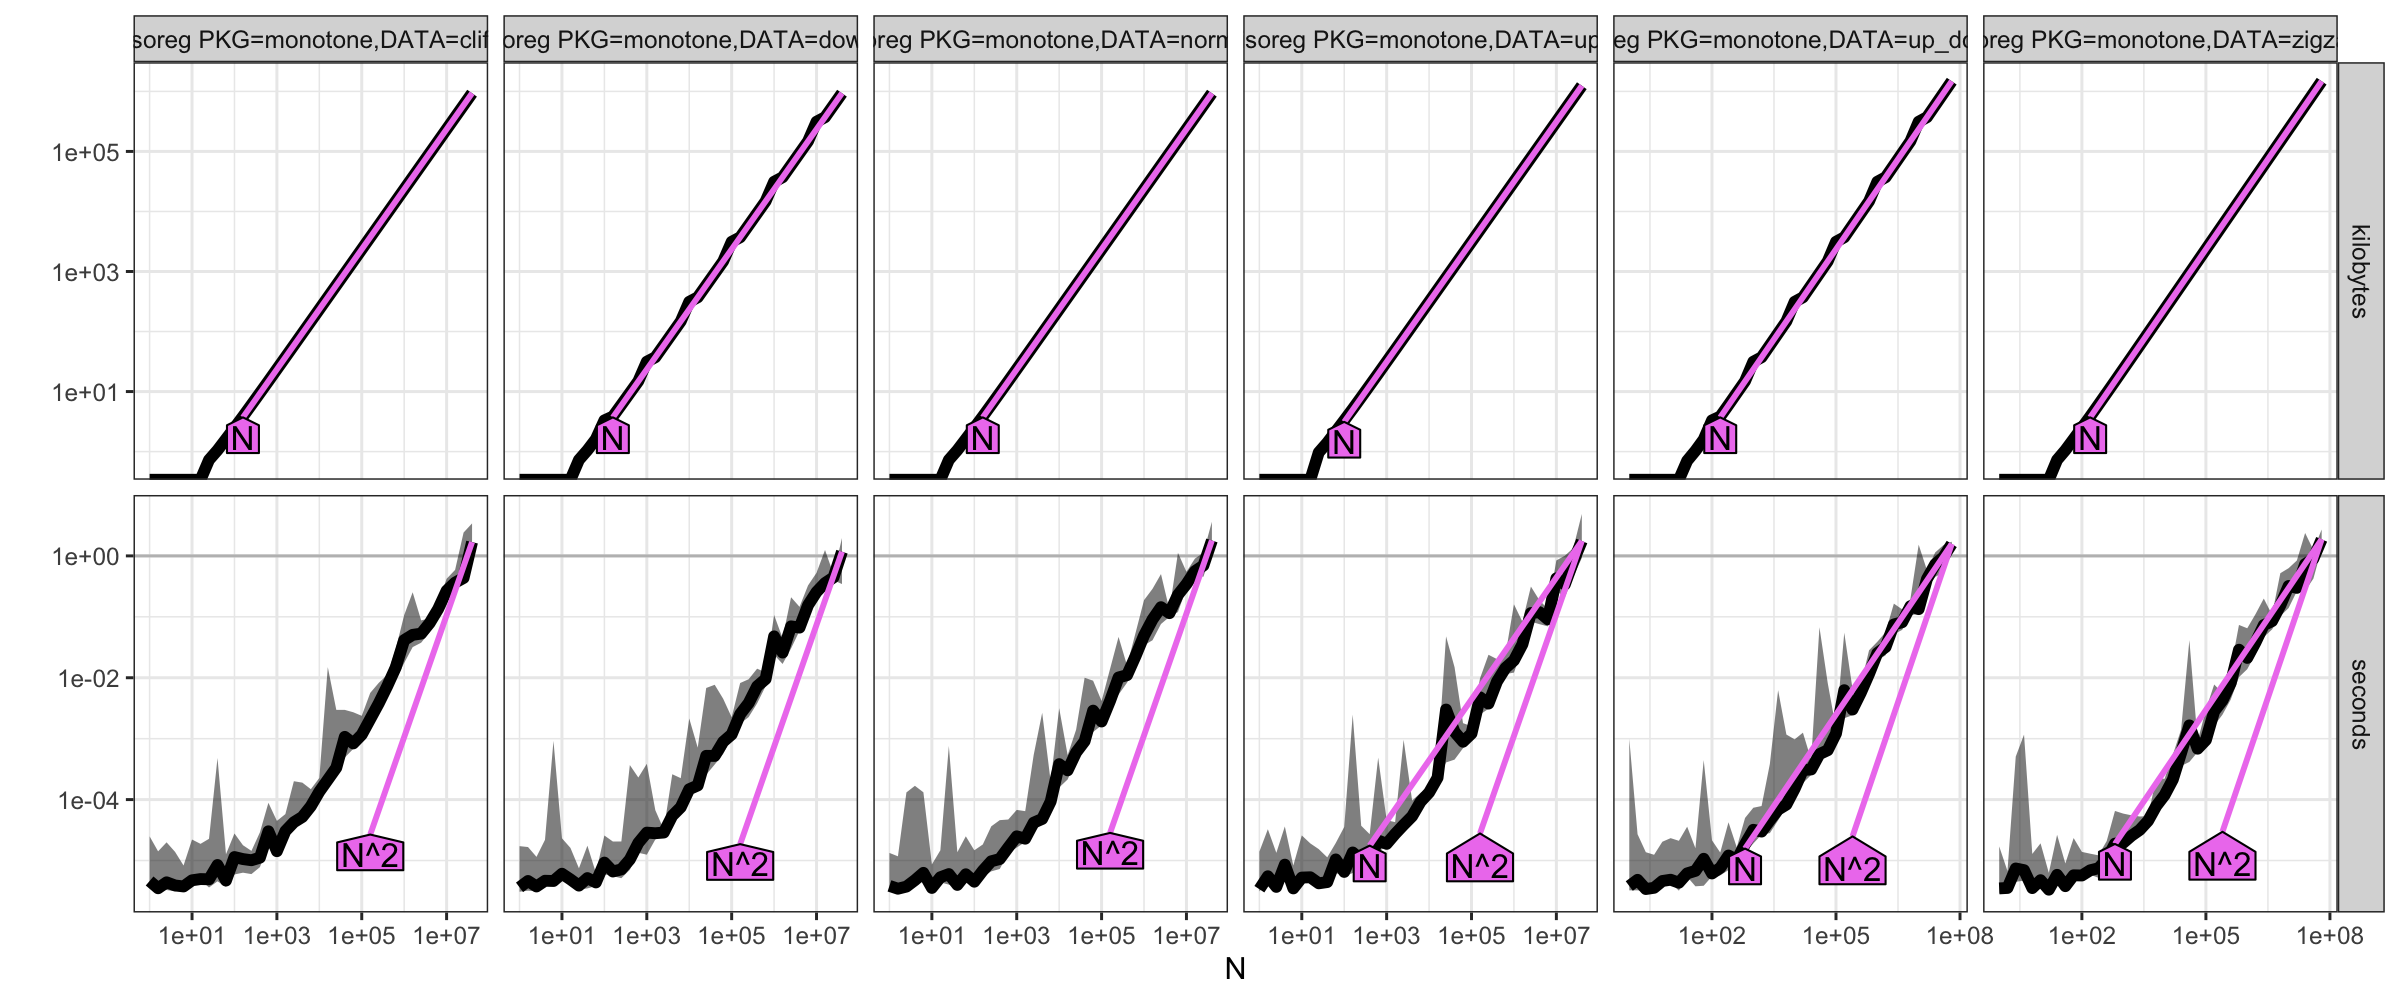 soreg PKG=monotone,DATA=clif
oreg PKG=monotone,DATA=dow
oreg PKG=monotone,DATA=norn
soreg PKG=monotone,DATA=up
eg PKG=monotone,DATA=up_do
oreg PKG=monotone,DATA=zigz
1e+05
1e+03
1e+01
N
N
N
N
N
N
kilobytes
1e+00
1e-02
1e-04
N^2
N^2
N^2
N
N^2
N
N^2
N
N^2
seconds
1e+01 1e+03 1e+05 1e+07
1e+01 1e+03 1e+05 1e+07
1e+01 1e+03 1e+05 1e+07
1e+01 1e+03 1e+05 1e+07
1e+02 1e+05 1e+08
1e+02 1e+05 1e+08
N